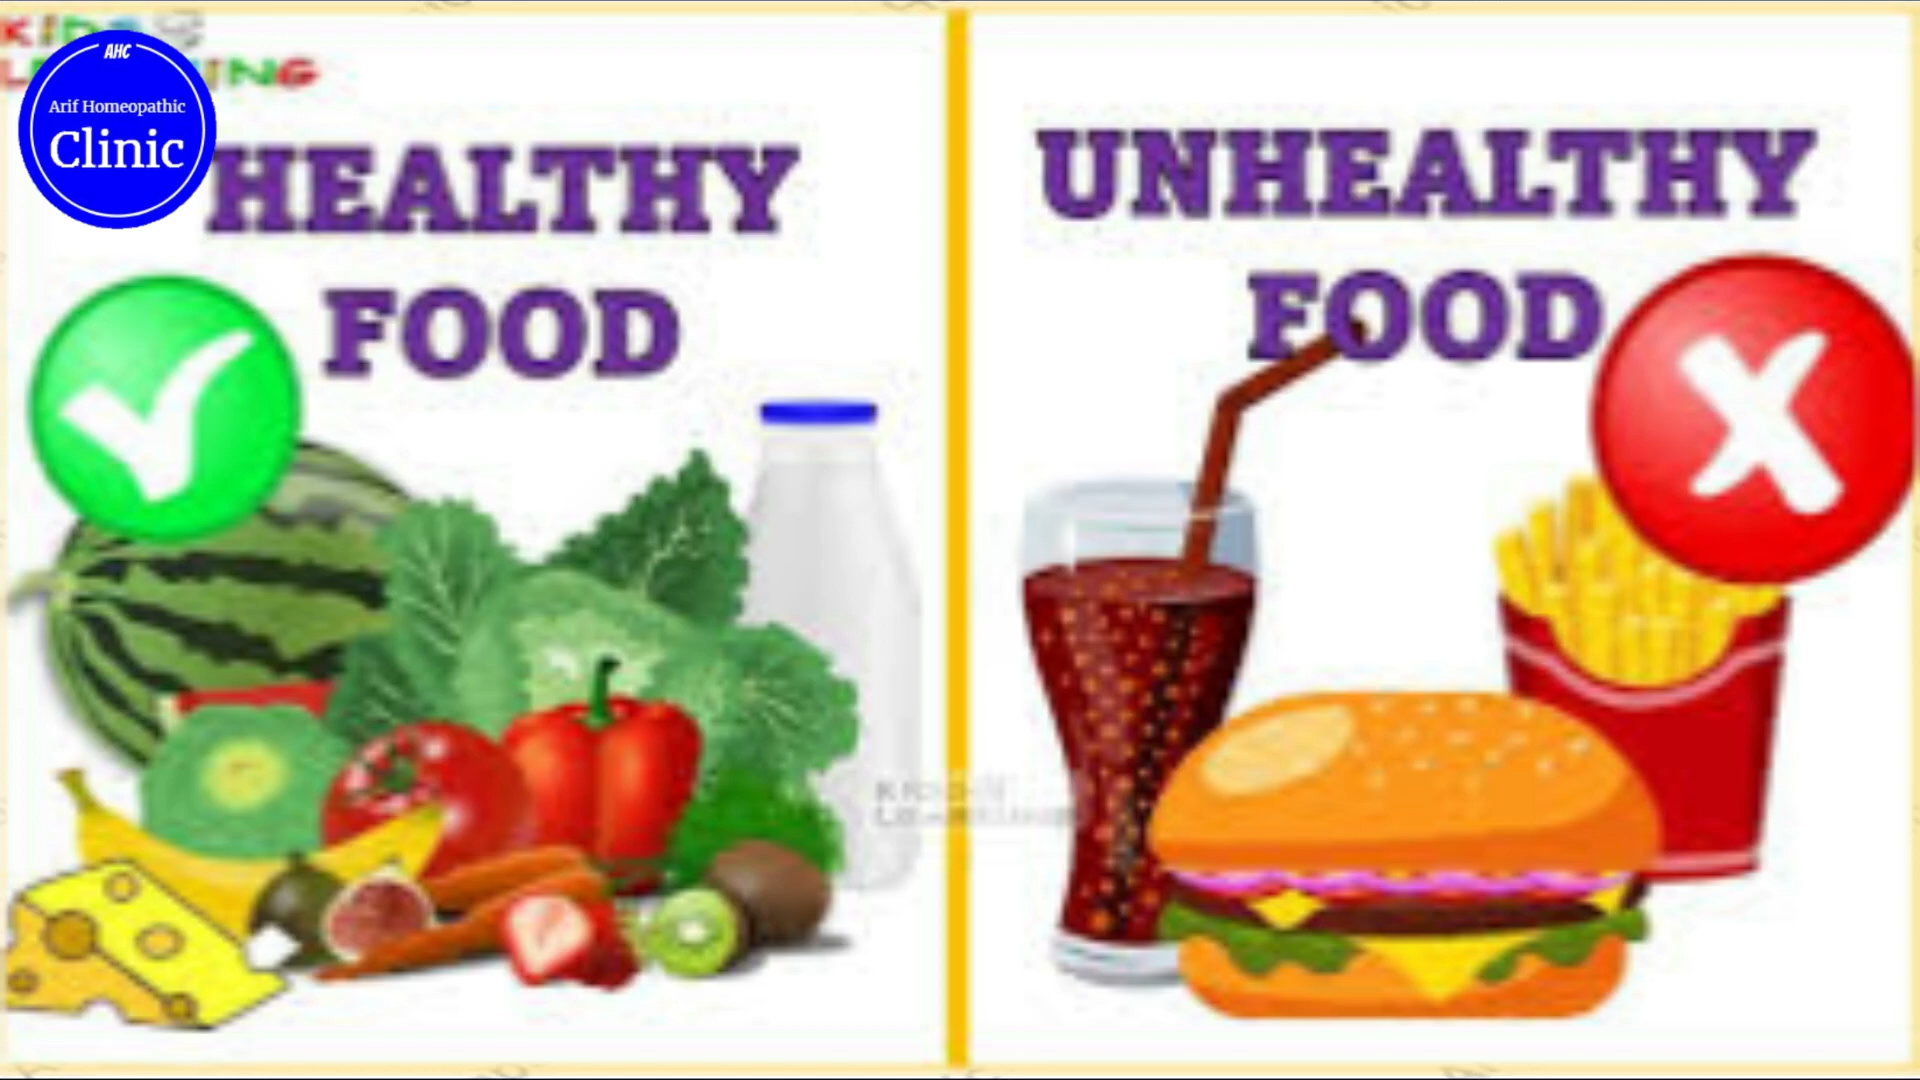 AHC
Arif Homeopathic
Clinic
HEALTHY
FOOD
UNHEALTHY
FOOD